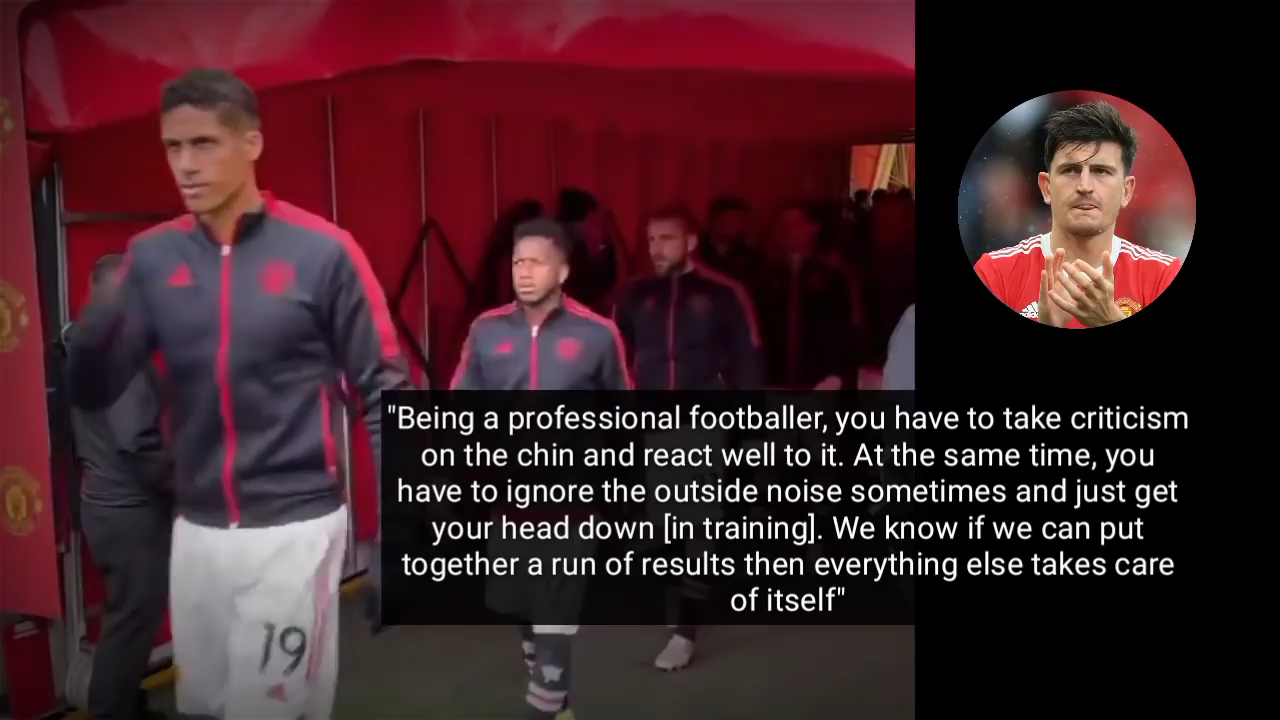 "Being a professional footballer, you have to take criticism
on the chin and react well to it. At the same time, you
have to ignore the outside noise sometimes and just get
your head down [in training]. We know if we can put
together a run of results then everything else takes care
of itself"
19